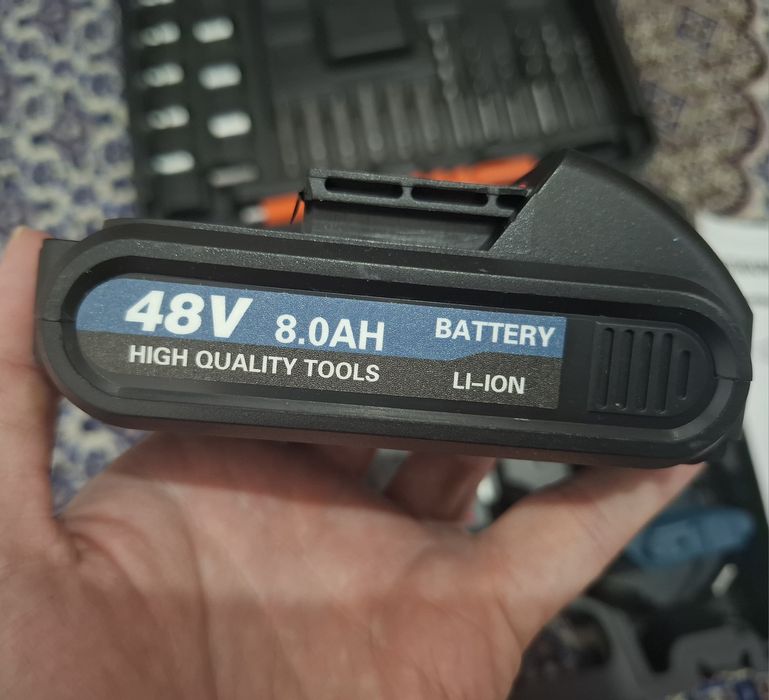 48V 8.0AH BATTERY
HIGH QUALITY TOOLS LI-ION